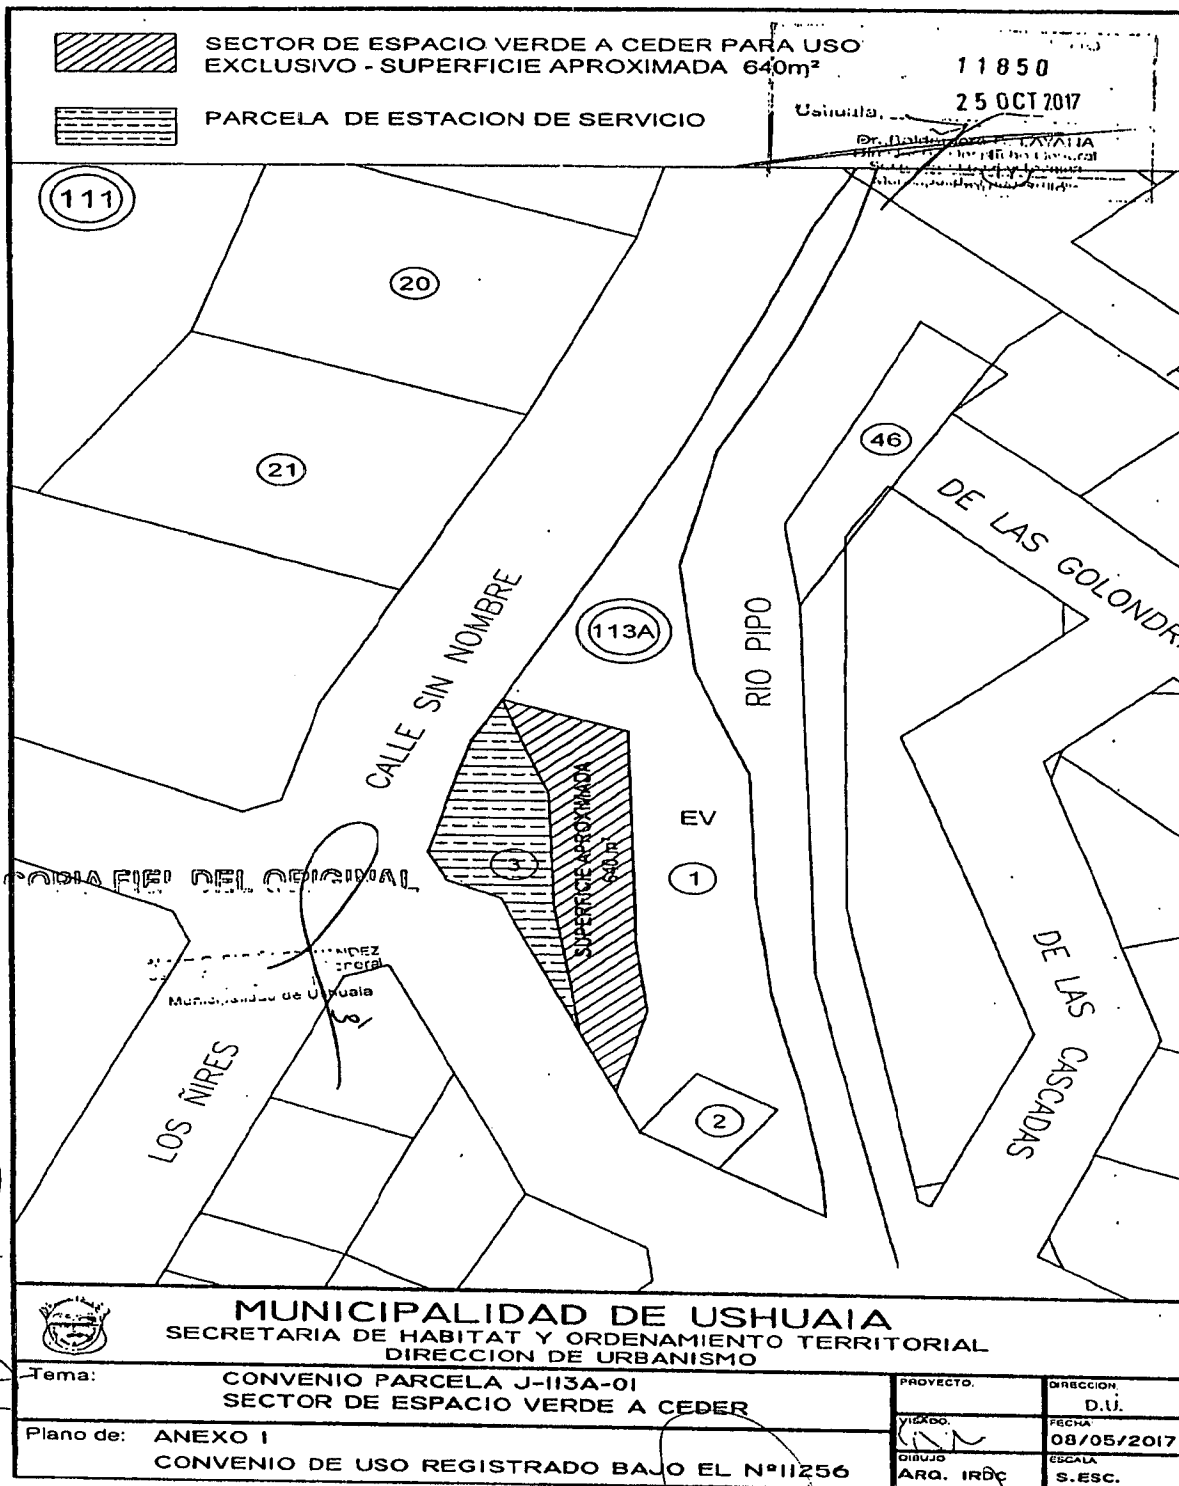 SECTOR DE ESPACIO VERDE A CEDER PARA USO
EXCLUSIVO - SUPERFICIE APROXIMADA 640m²
PARCELA DE ESTACION DE SERVICIO
11850
25 OCT 2017
Ushuaia,
111
20
21
46
DE LAS GOLONDR
CALLE SIN NOMBRE
113A
RIO PIPO
SUPERFICIE APROXIMADA
640 m²
EV
3
1
COPIA FIEL DEL ORIGINAL
Municipalidad de Ushuaia
LOS ÑIRES
DE LAS CASCADAS
2
MUNICIPALIDAD DE USHUAIA
SECRETARIA DE HABITAT Y ORDENAMIENTO TERRITORIAL
DIRECCION DE URBANISMO
Tema: CONVENIO PARCELA J-113A-01
SECTOR DE ESPACIO VERDE A CEDER
Plano de: ANEXO 1
CONVENIO DE USO REGISTRADO BAJO EL Nº11256
PROYECTO.
DIRECCION.
D.U.
VISADO.
FECHA
08/05/2017
DIBUJO
ARQ. IRDC
ESCALA
S.ESC.